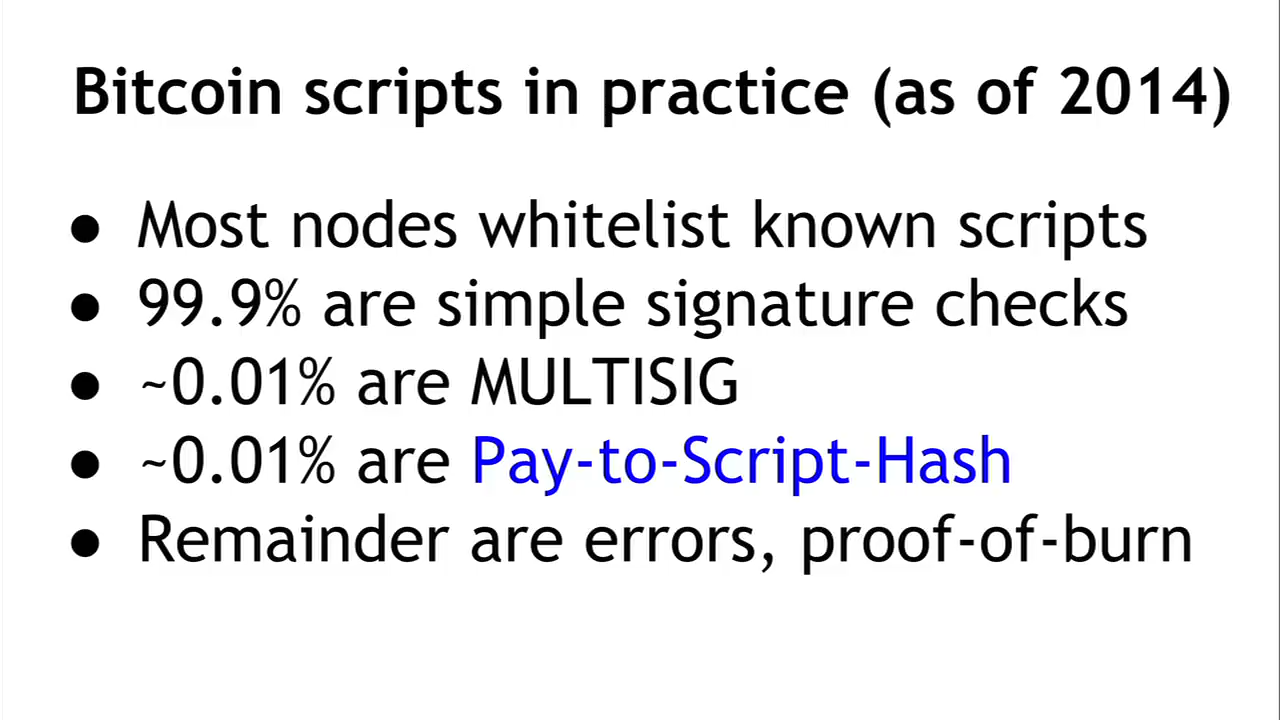 Bitcoin scripts in practice (as of 2014)
● Most nodes whitelist known scripts
● 99.9% are simple signature checks
● ~0.01% are MULTISIG
● ~0.01% are Pay-to-Script-Hash
● Remainder are errors, proof-of-burn